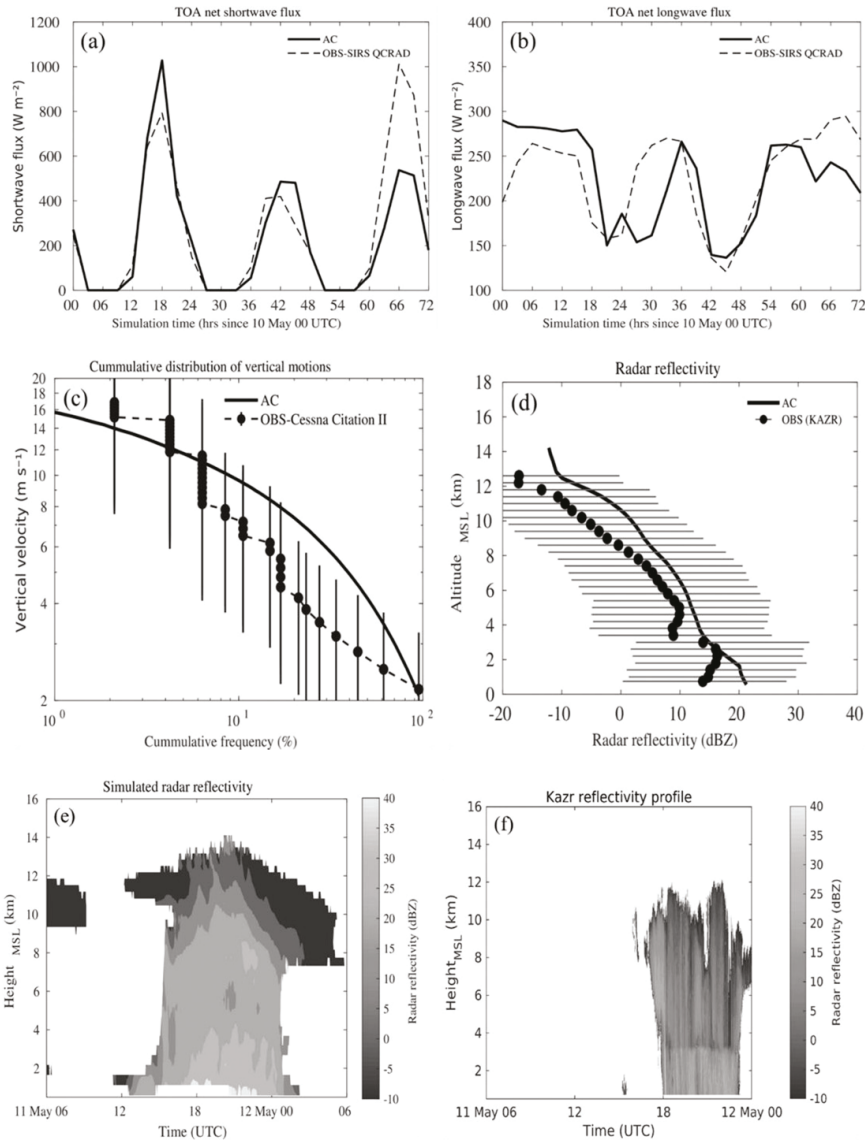 TOA net shortwave flux
(a)
AC
OBS-SIRS QCRAD
Shortwave flux (W m⁻²)
1000
800
600
400
200
0
00 06 12 18 24 30 36 42 48 54 60 66 72
Simulation time (hrs since 10 May 00 UTC)
TOA net longwave flux
(b)
AC
OBS-SIRS QCRAD
Longwave flux (W m⁻²)
400
350
300
250
200
150
100
00 06 12 18 24 30 36 42 48 54 60 66 72
Simulation time (hrs since 10 May 00 UTC)
Cummulative distribution of vertical motions
(c)
AC
OBS-Cessna Citation II
Vertical velocity (m s⁻¹)
20
18
16
14
12
10
8
6
4
2
10⁰ 10¹ 10²
Cummulative frequency (%)
Radar reflectivity
(d)
AC
OBS (KAZR)
Altitude MSL (km)
18
16
14
12
10
8
6
4
2
0
-20 -10 0 10 20 30 40
Radar reflectivity (dBZ)
Simulated radar reflectivity
(e)
Height MSL (km)
16
14
12
10
8
6
4
2
11 May 06 12 18 12 May 00 06
Time (UTC)
40
35
30
25
20
15
10
5
0
-5
-10
Radar reflectivity (dBZ)
Kazr reflectivity profile
(f)
Height MSL (km)
16
14
12
10
8
6
4
2
11 May 06 12 18 12 May 00
Time (UTC)
40
35
30
25
20
15
10
5
0
-5
-10
Radar reflectivity (dBZ)